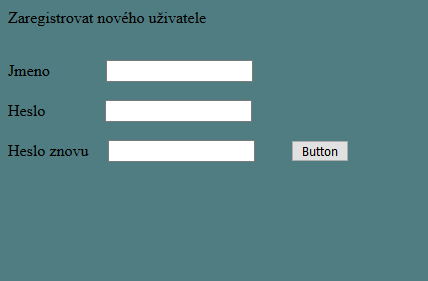 Zaregistrovat nového uživatele
Jmeno
Heslo
Heslo znovu Button